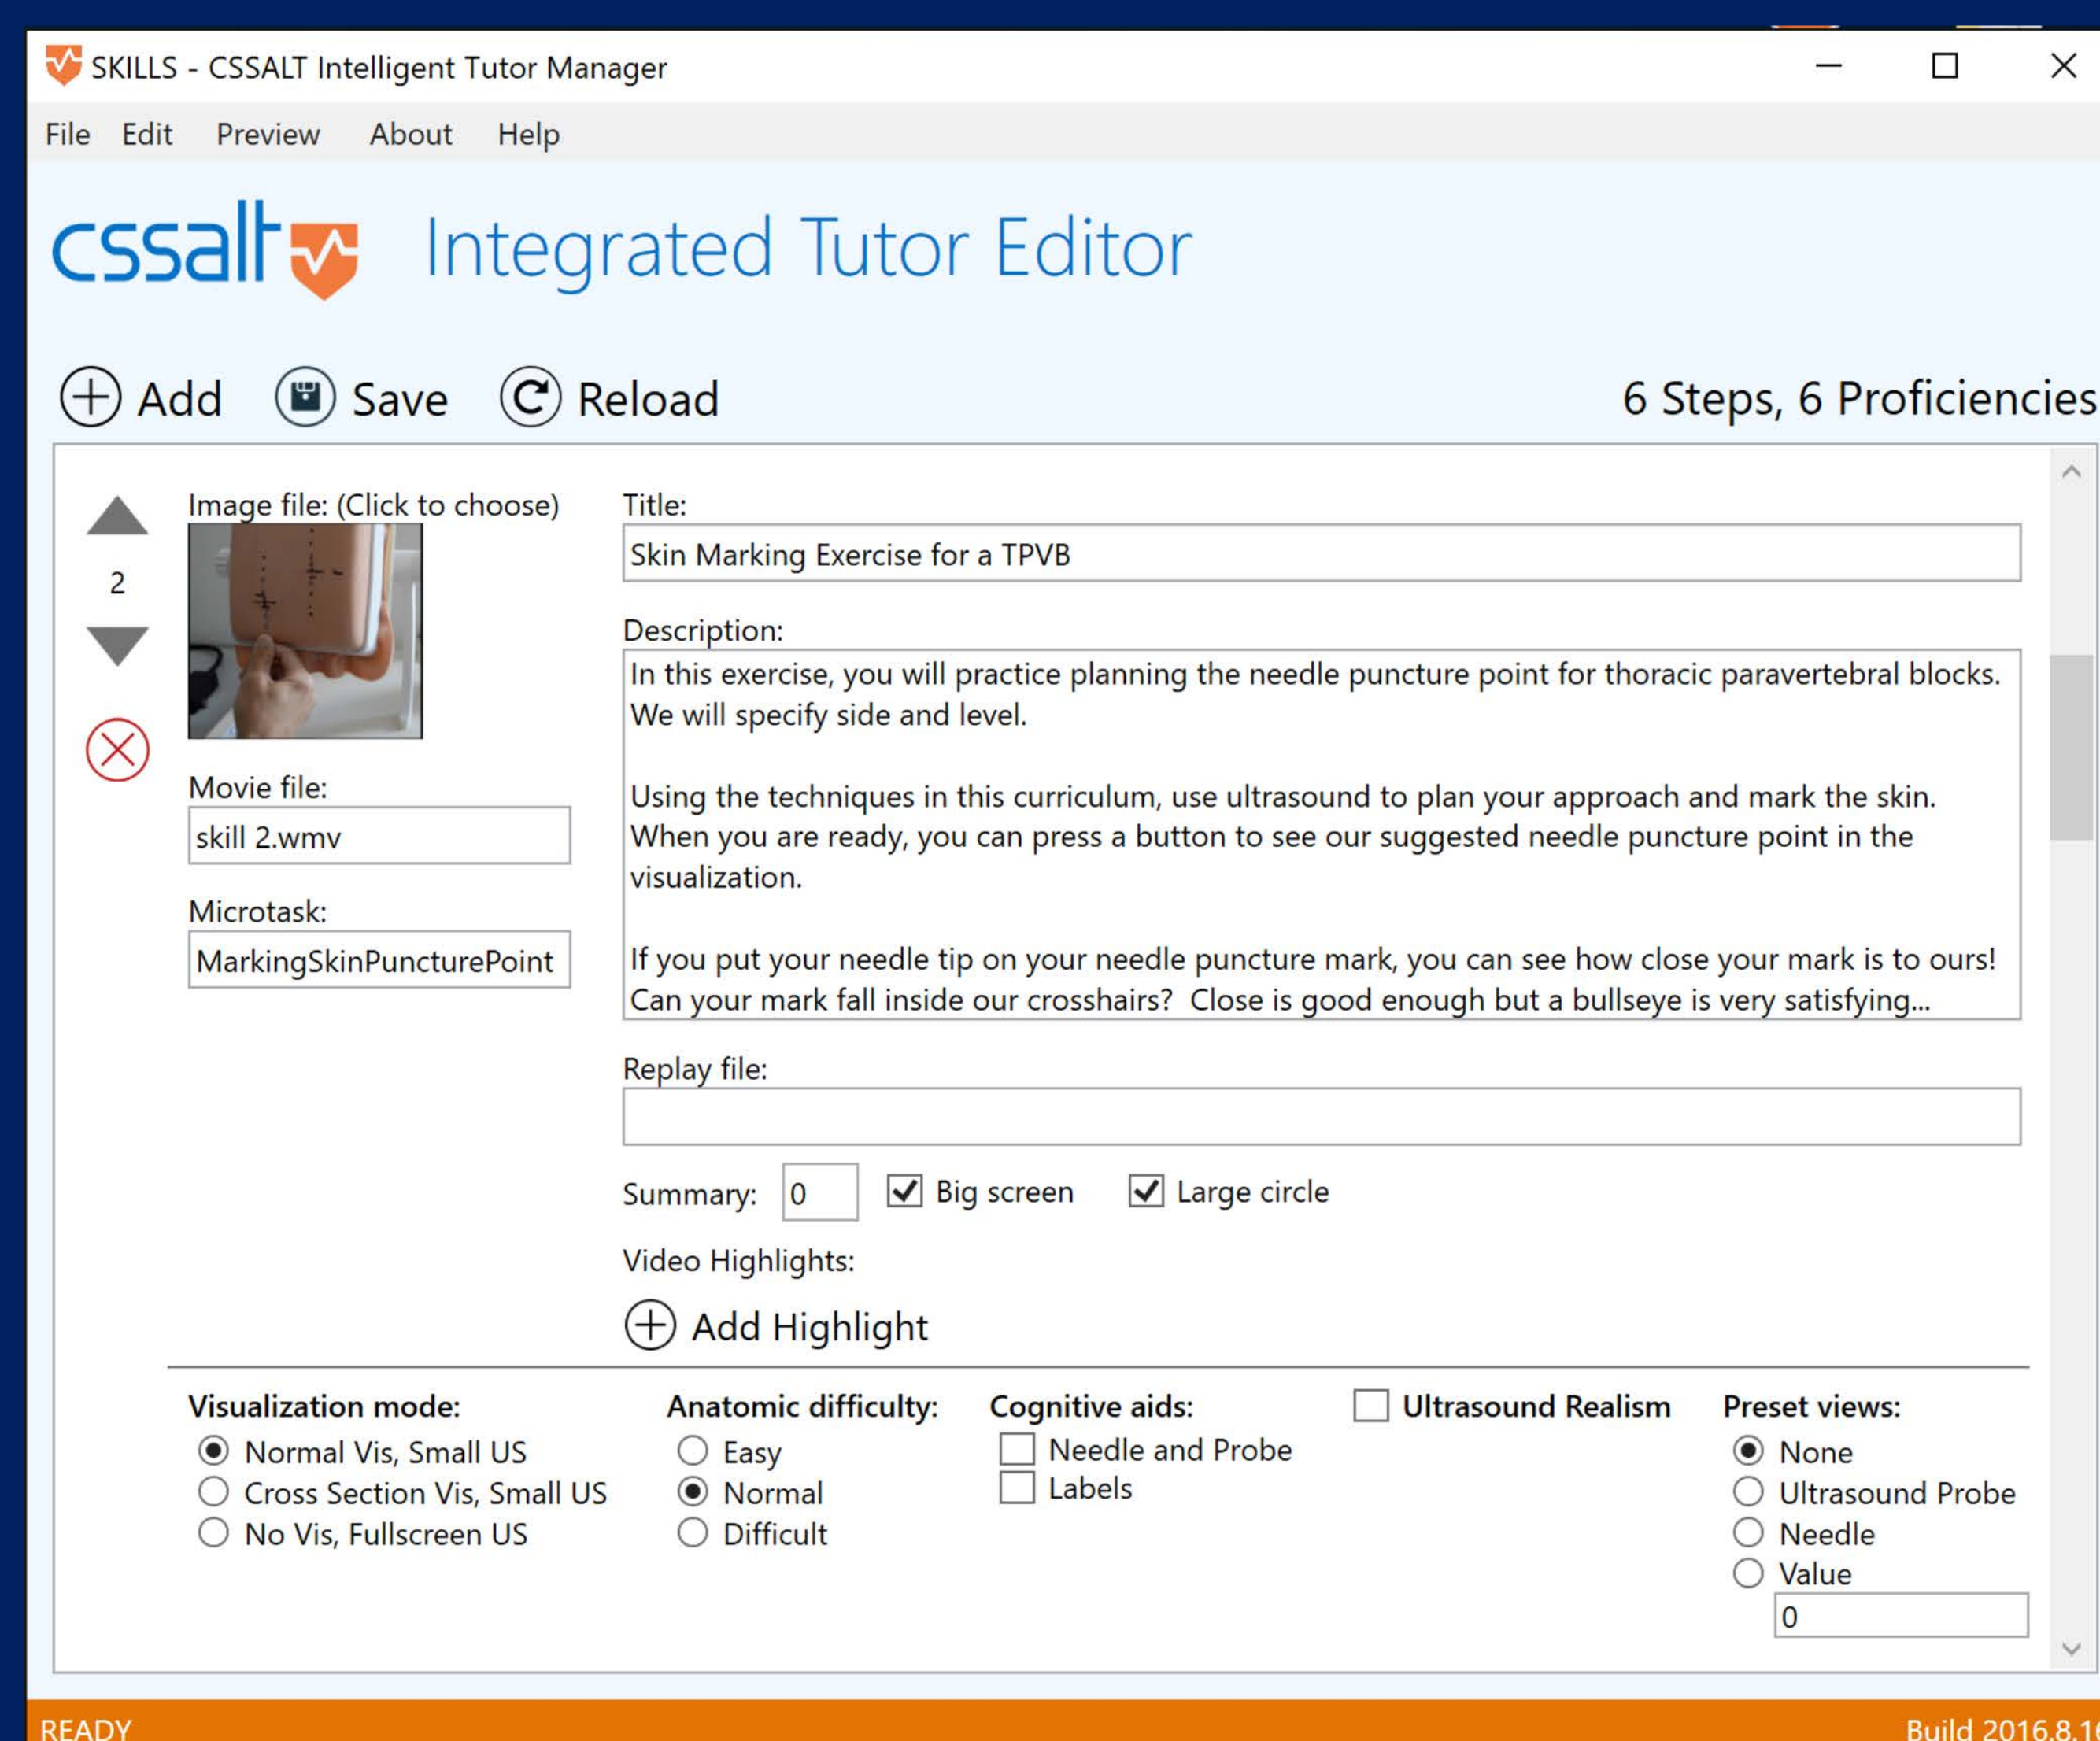 SKILLS - CSSALT Intelligent Tutor Manager
File Edit Preview About Help
cssalt Integrated Tutor Editor
Add Save Reload 6 Steps, 6 Proficiencies
Image file: (Click to choose)
2
Movie file:
skill 2.wmv
Microtask:
MarkingSkinPuncturePoint
Title:
Skin Marking Exercise for a TPVB
Description:
In this exercise, you will practice planning the needle puncture point for thoracic paravertebral blocks.
We will specify side and level.
Using the techniques in this curriculum, use ultrasound to plan your approach and mark the skin.
When you are ready, you can press a button to see our suggested needle puncture point in the
visualization.
If you put your needle tip on your needle puncture mark, you can see how close your mark is to ours!
Can your mark fall inside our crosshairs?  Close is good enough but a bullseye is very satisfying...
Replay file:
Summary: 0 Big screen Large circle
Video Highlights:
Add Highlight
Visualization mode:
Normal Vis, Small US
Cross Section Vis, Small US
No Vis, Fullscreen US
Anatomic difficulty:
Easy
Normal
Difficult
Cognitive aids:
Needle and Probe
Labels
Ultrasound Realism
Preset views:
None
Ultrasound Probe
Needle
Value
0
READY Build 2016.8.16